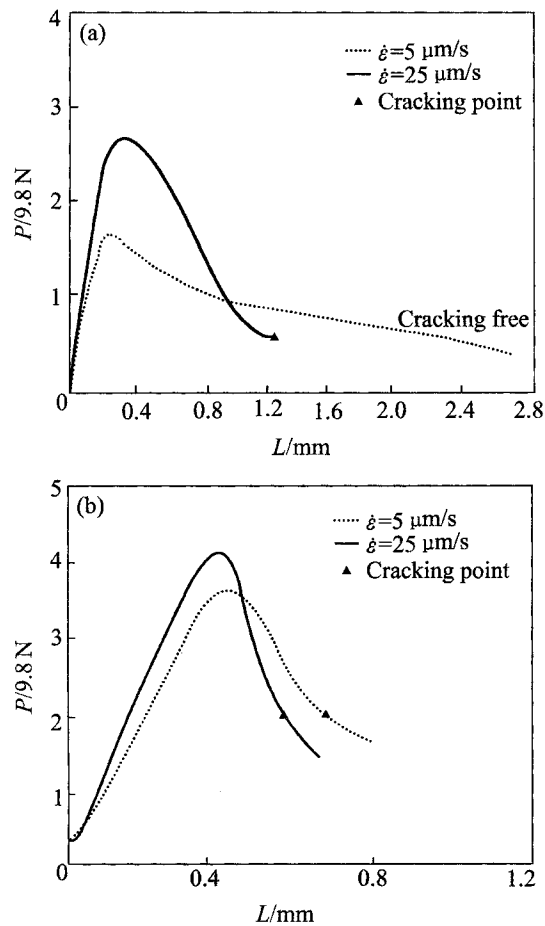 (a)
ε̇=5 μm/s
ε̇=25 μm/s
▲ Cracking point
4
3
2
1
0
P/9.8 N
Cracking free
0.4 0.8 1.2 1.6 2.0 2.4 2.8
L/mm
(b)
ε̇=5 μm/s
ε̇=25 μm/s
▲ Cracking point
5
4
3
2
1
0
P/9.8 N
0.4 0.8 1.2
L/mm